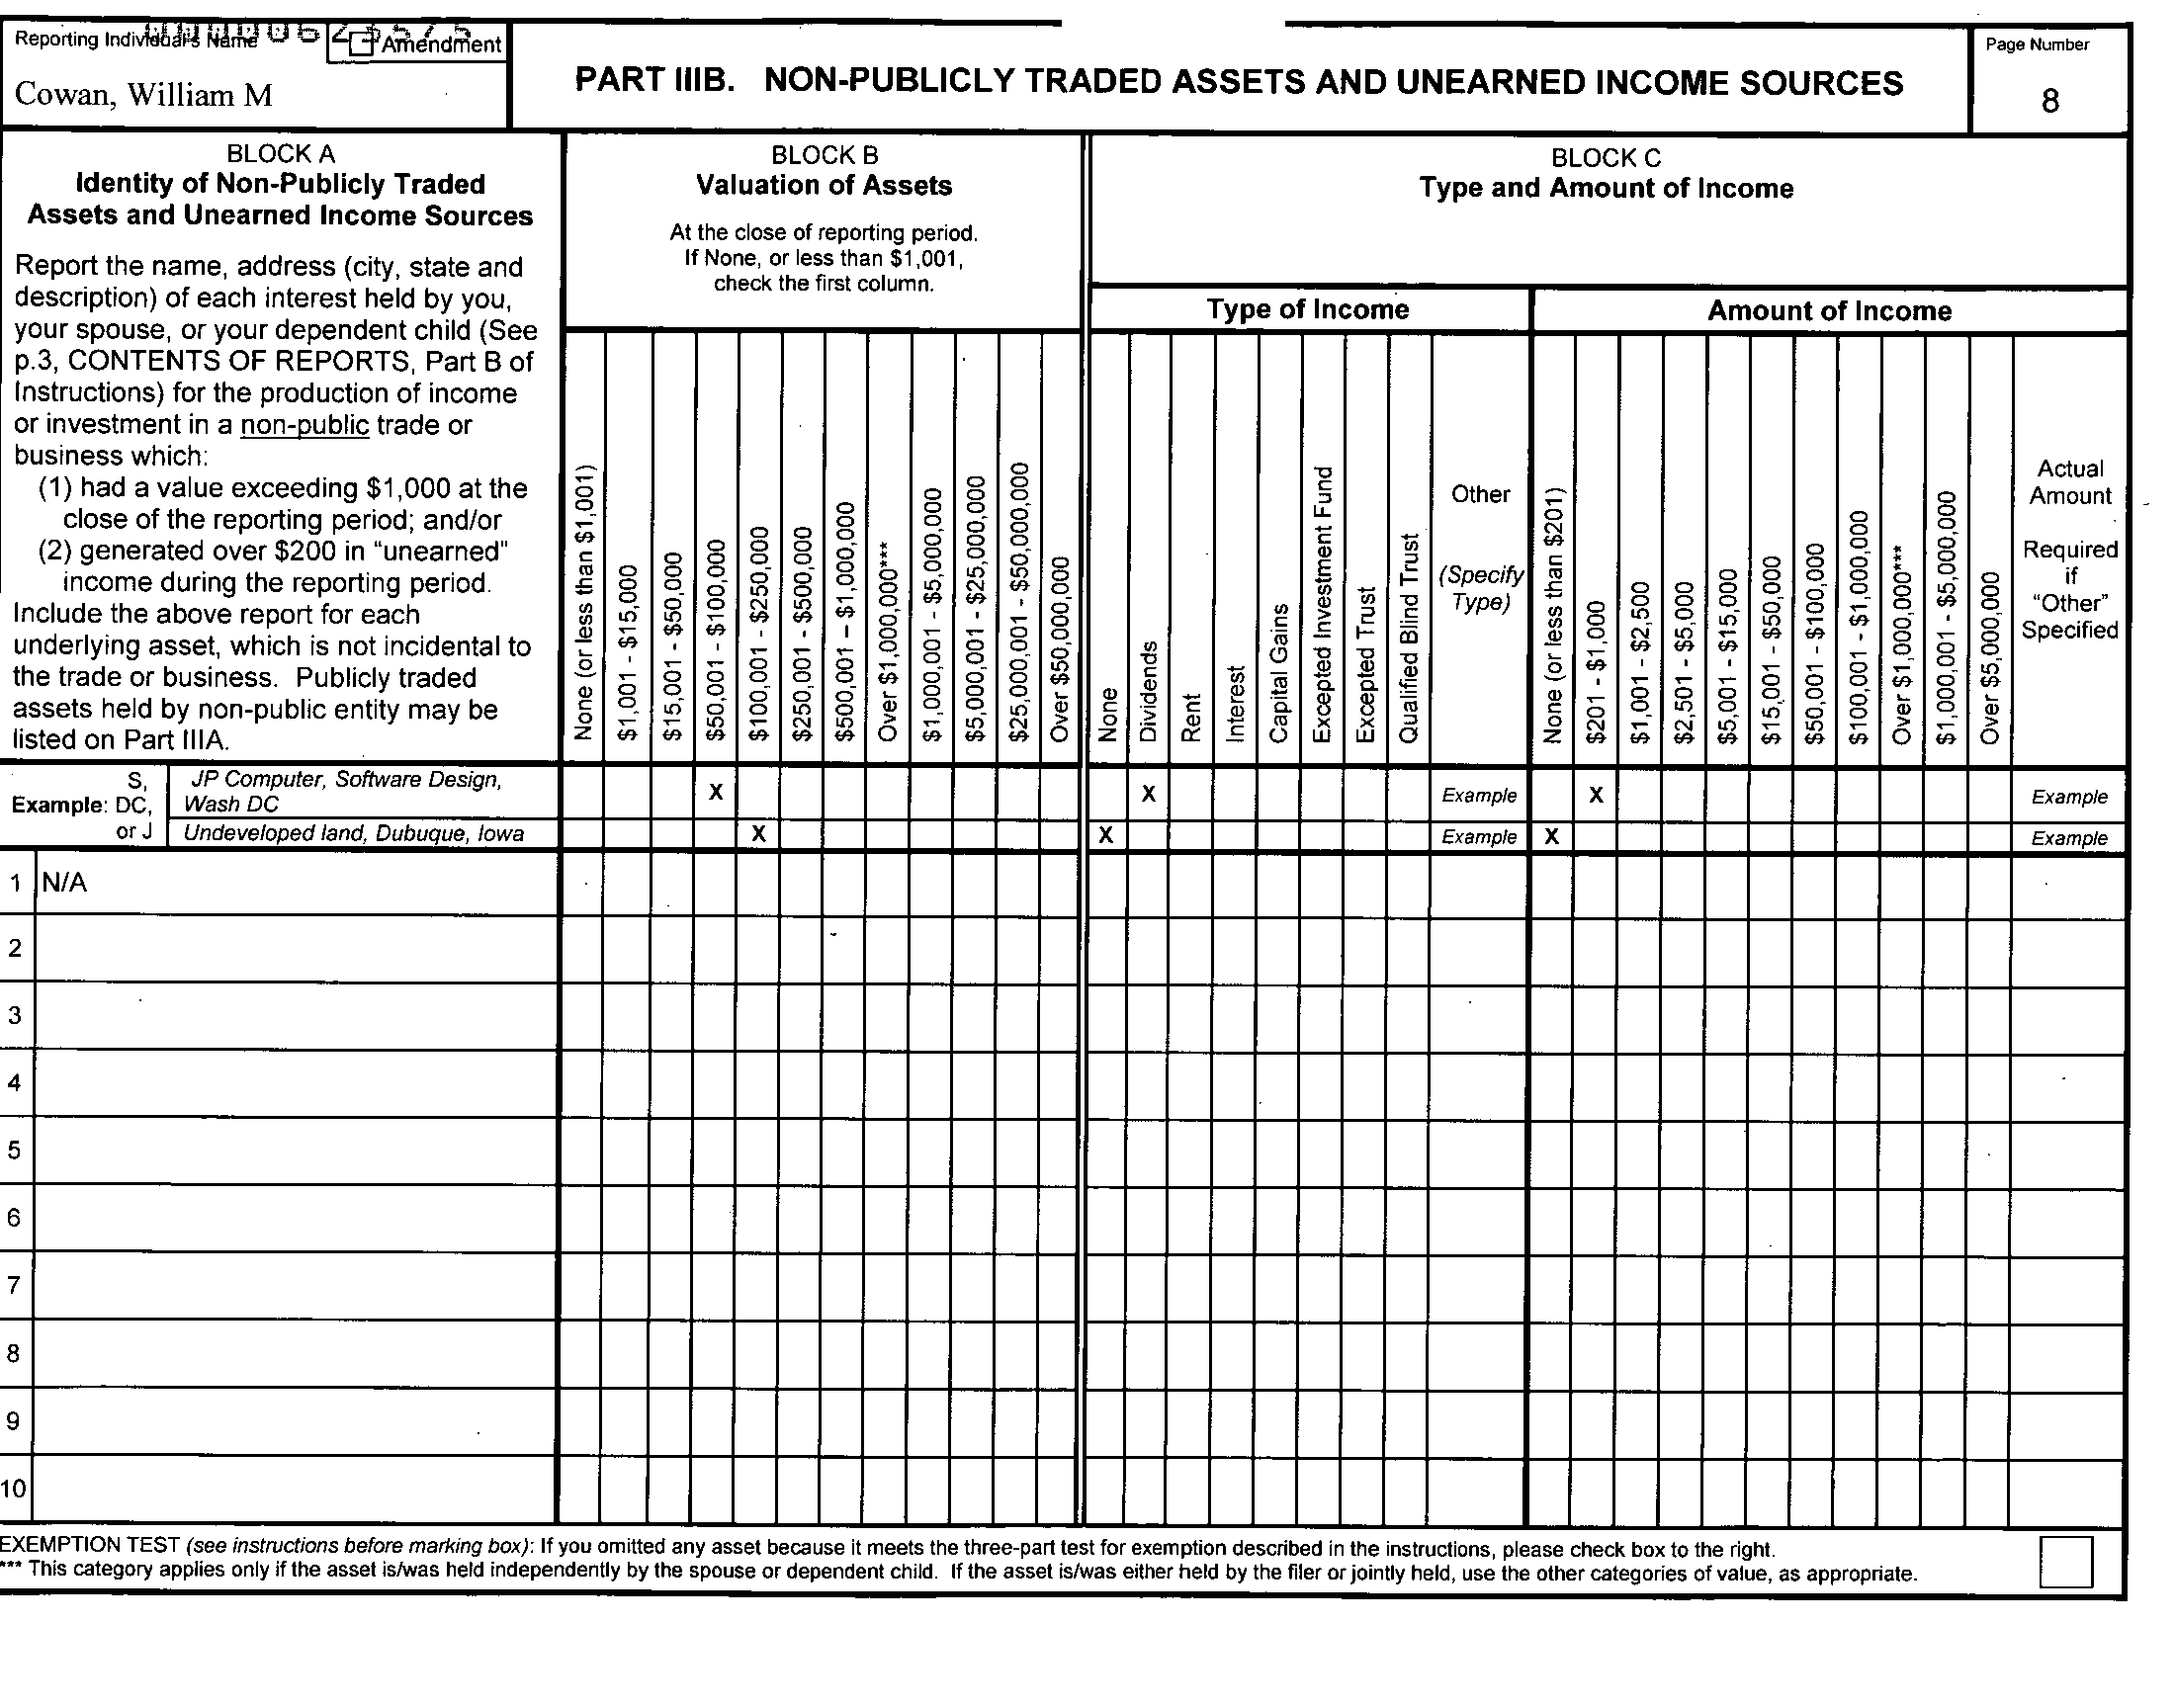 Reporting Individual's Name
Amendment
Cowan, William M
PART IIIB. NON-PUBLICLY TRADED ASSETS AND UNEARNED INCOME SOURCES
Page Number
8
BLOCK A
Identity of Non-Publicly Traded
Assets and Unearned Income Sources
Report the name, address (city, state and
description) of each interest held by you,
your spouse, or your dependent child (See
p.3, CONTENTS OF REPORTS, Part B of
Instructions) for the production of income
or investment in a non-public trade or
business which:
(1) had a value exceeding $1,000 at the
close of the reporting period; and/or
(2) generated over $200 in “unearned”
income during the reporting period.
Include the above report for each
underlying asset, which is not incidental to
the trade or business. Publicly traded
assets held by non-public entity may be
listed on Part IIIA.
BLOCK B
Valuation of Assets
At the close of reporting period.
If None, or less than $1,001,
check the first column.
None (or less than $1,001)
$1,001 - $15,000
$15,001 - $50,000
$50,001 - $100,000
$100,001 - $250,000
$250,001 - $500,000
$500,001 – $1,000,000
Over $1,000,000***
$1,000,001 - $5,000,000
$5,000,001 - $25,000,000
$25,000,001 - $50,000,000
Over $50,000,000
BLOCK C
Type and Amount of Income
Type of Income
None
Dividends
Rent
Interest
Capital Gains
Excepted Investment Fund
Excepted Trust
Qualified Blind Trust
Other
(Specify
Type)
Amount of Income
None (or less than $201)
$201 - $1,000
$1,001 - $2,500
$2,501 - $5,000
$5,001 - $15,000
$15,001 - $50,000
$50,001 - $100,000
$100,001 - $1,000,000
Over $1,000,000***
$1,000,001 - $5,000,000
Over $5,000,000
Actual
Amount
Required
if
“Other”
Specified
S,
Example: DC,
or J
JP Computer, Software Design,
Wash DC
X X Example X Example
Undeveloped land, Dubuque, Iowa X X Example X Example
1 N/A
2
3
4
5
6
7
8
9
10
EXEMPTION TEST (see instructions before marking box): If you omitted any asset because it meets the three-part test for exemption described in the instructions, please check box to the right.
*** This category applies only if the asset is/was held independently by the spouse or dependent child. If the asset is/was either held by the filer or jointly held, use the other categories of value, as appropriate.